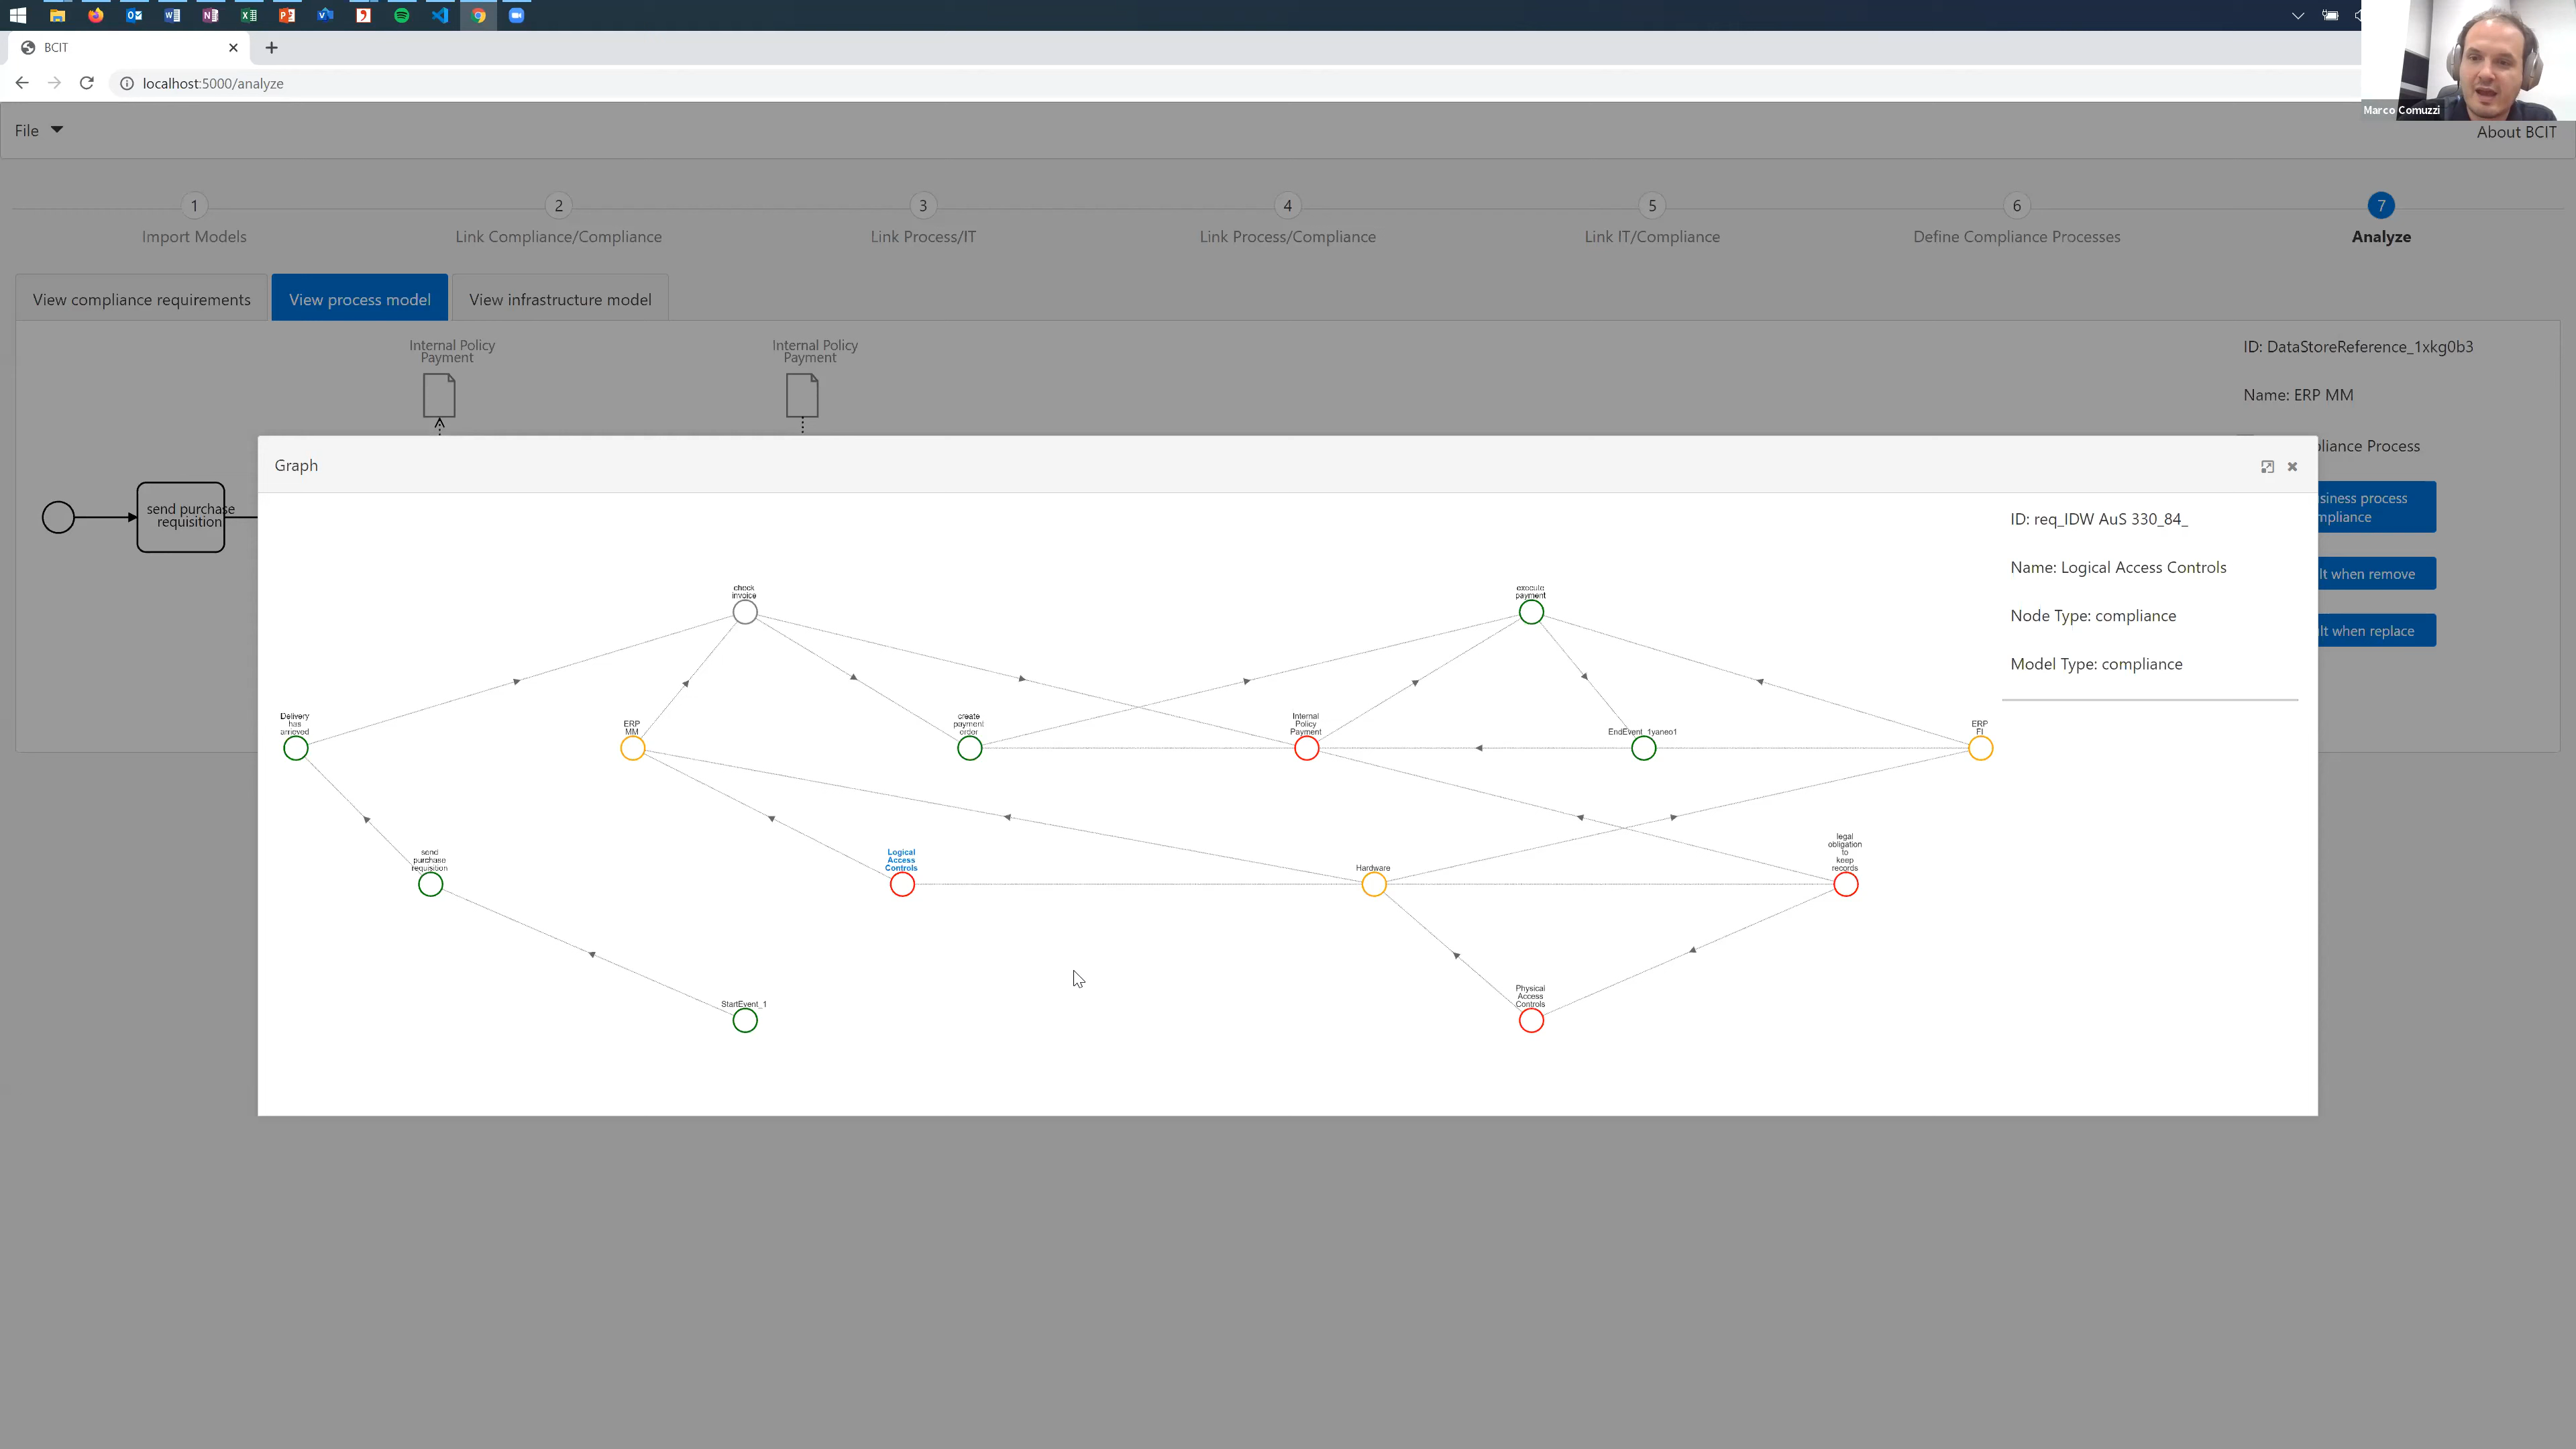 BCIT
localhost:5000/analyze
Marco Comuzzi
File
About BCIT
1
2
3
4
5
6
7
Import Models
Link Compliance/Compliance
Link Process/IT
Link Process/Compliance
Link IT/Compliance
Define Compliance Processes
Analyze
View compliance requirements
View process model
View infrastructure model
Internal Policy
Payment
Internal Policy
Payment
ID: DataStoreReference_1xkg0b3
Name: ERP MM
pliance Process
siness process
mpliance
lt when remove
lt when replace
send purchase
requisition
Graph
ID: req_IDW AuS 330_84_
Name: Logical Access Controls
Node Type: compliance
Model Type: compliance
check
invoice
execute
payment
Delivery
has
arrieved
ERP
MM
create
payment
order
Internal
Policy
Payment
EndEvent_1yaneo1
ERP
FI
send
purchase
requisition
Logical
Access
Controls
Hardware
legal
obligation
to
keep
records
StartEvent_1
Physical
Access
Controls